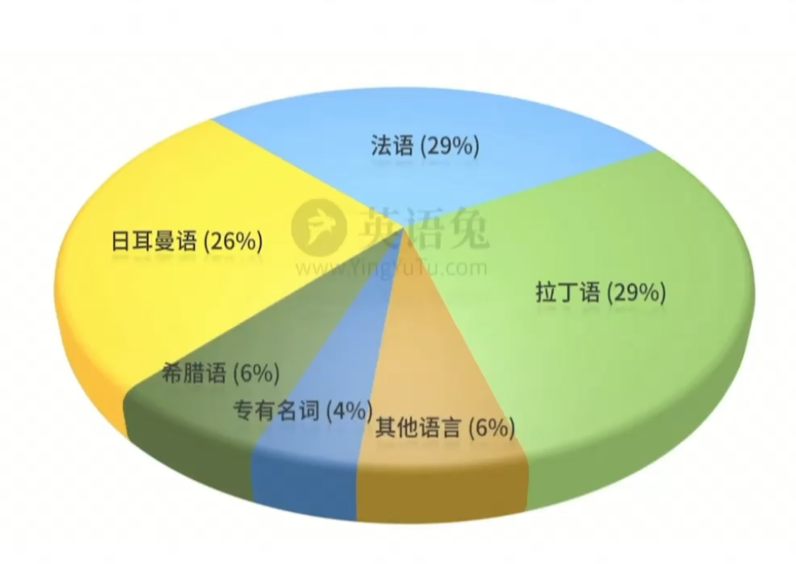 法语 (29%)
英语兔
www.YingYuTu.com
日耳曼语 (26%)
拉丁语 (29%)
希腊语 (6%)
专有名词 (4%)
其他语言 (6%)